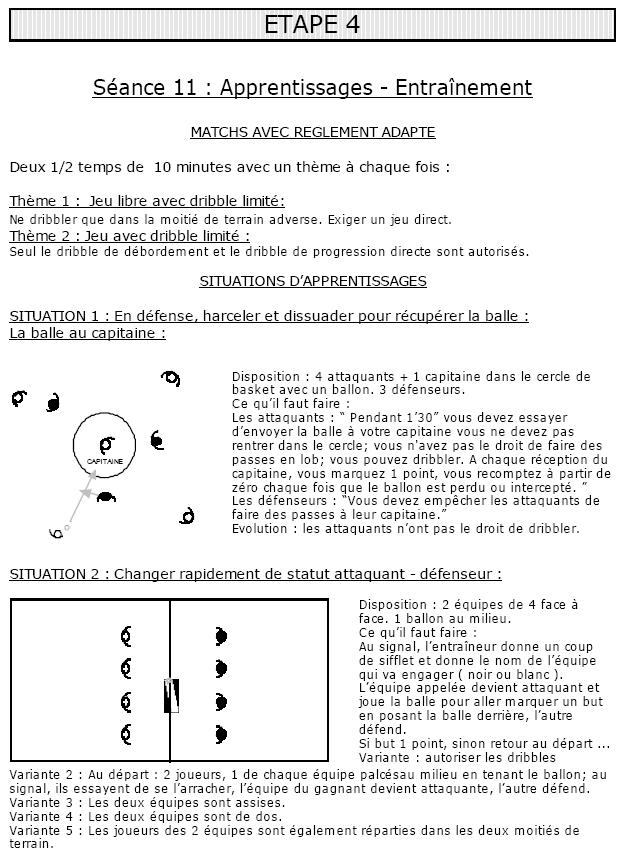 ETAPE 4
Séance 11 : Apprentissages - Entraînement
MATCHS AVEC REGLEMENT ADAPTE
Deux 1/2 temps de 10 minutes avec un thème à chaque fois :
Thème 1 : Jeu libre avec dribble limité:
Ne dribbler que dans la moitié de terrain adverse. Exiger un jeu direct.
Thème 2 : Jeu avec dribble limité :
Seul le dribble de débordement et le dribble de progression directe sont autorisés.
SITUATIONS D’APPRENTISSAGES
SITUATION 1 : En défense, harceler et dissuader pour récupérer la balle :
La balle au capitaine :
CAPITAINE
Disposition : 4 attaquants + 1 capitaine dans le cercle de
basket avec un ballon. 3 défenseurs.
Ce qu’il faut faire :
Les attaquants : “ Pendant 1’30” vous devez essayer
d’envoyer la balle à votre capitaine vous ne devez pas
rentrer dans le cercle; vous n'avez pas le droit de faire des
passes en lob; vous pouvez dribbler. A chaque réception du
capitaine, vous marquez 1 point, vous recomptez à partir de
zéro chaque fois que le ballon est perdu ou intercepté. ”
Les défenseurs : “Vous devez empêcher les attaquants de
faire des passes à leur capitaine.”
Evolution : les attaquants n’ont pas le droit de dribbler.
SITUATION 2 : Changer rapidement de statut attaquant - défenseur :
Disposition : 2 équipes de 4 face à
face. 1 ballon au milieu.
Ce qu’il faut faire :
Au signal, l’entraîneur donne un coup
de sifflet et donne le nom de l’équipe
qui va engager ( noir ou blanc ).
L’équipe appelée devient attaquant et
joue la balle pour aller marquer un but
en posant la balle derrière, l’autre
défend.
Si but 1 point, sinon retour au départ ...
Variante : autoriser les dribbles
Variante 2 : Au départ : 2 joueurs, 1 de chaque équipe palcésau milieu en tenant le ballon; au
signal, ils essayent de se l’arracher, l’équipe du gagnant devient attaquante, l’autre défend.
Variante 3 : Les deux équipes sont assises.
Variante 4 : Les deux équipes sont de dos.
Variante 5 : Les joueurs des 2 équipes sont également réparties dans les deux moitiés de
terrain.